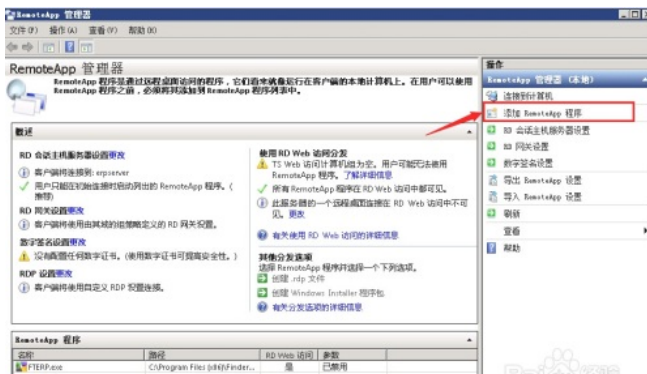 RemoteApp 管理器
文件(F) 操作(A) 查看(V) 帮助(H)
RemoteApp 管理器
RemoteApp 程序是通过远程桌面访问的程序，它们看来就像运行在客户端的本地计算机上。在用户可以使用
RemoteApp 程序之前，必须将其添加到 RemoteApp 程序列表中。
概述
RD 会话主机服务器设置更改
客户端将连接到: erpserver
用户只能在初始连接时启动列出的 RemoteApp 程序。(
推荐)
RD 网关设置更改
客户端将使用由其域的组策略定义的 RD 网关设置。
数字签名设置更改
没有配置任何数字证书。(使用数字证书可提高安全性。)
RDP 设置更改
客户端将使用自定义 RDP 设置连接。
使用 RD Web 访问分发
TS Web 访问计算机组为空。用户可能无法使用
RemoteApp 程序。了解详细信息
所有 RemoteApp 程序在 RD Web 访问中都可见。
此服务器的一个远程桌面连接在 RD Web 访问中不可
见。更改
有关使用 RD Web 访问的详细信息
其他分发选项
选择 RemoteApp 程序并选择一个下列选项。
创建 .rdp 文件
创建 Windows Installer 程序包
有关分发选项的详细信息
RemoteApp 程序
名称 路径 RD Web 访问 参数
FTERP.exe C:\Program Files (x86)\Finder... 是 已禁用
操作
RemoteApp 管理器 (本地)
连接到计算机
添加 RemoteApp 程序
RD 会话主机服务器设置
RD 网关设置
数字签名设置
导出 RemoteApp 设置
导入 RemoteApp 设置
刷新
查看
帮助